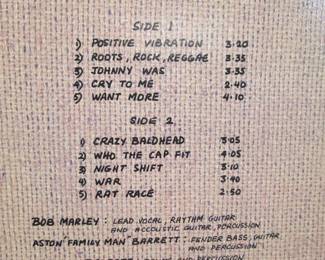 SIDE 1
1) POSITIVE VIBRATION 3·20
2) ROOTS, ROCK, REGGAE 3·35
3) JOHNNY WAS 3·35
4) CRY TO ME 2·40
5) WANT MORE 4·10
SIDE 2
1) CRAZY BALDHEAD 3·05
2) WHO THE CAP FIT 4·05
3) NIGHT SHIFT 3·10
4) WAR 3·40
5) RAT RACE 2·50
BOB MARLEY : LEAD VOCAL, RHYTHM GUITAR
AND ACCOUSTIC GUITAR, PERCUSSION
ASTON "FAMILY MAN" BARRETT : FENDER BASS, GUITAR
AND PERCUSSION